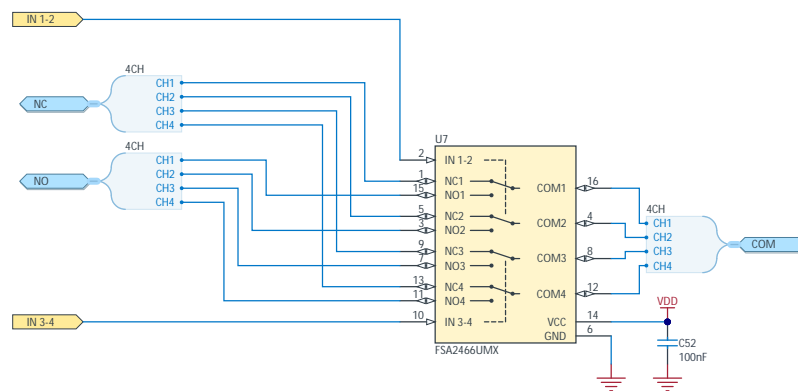 IN 1-2
4CH
CH1
CH2
CH3
CH4
NC
4CH
CH1
CH2
CH3
CH4
NO
IN 3-4
U7
2
IN 1-2
1
NC1
15
NO1
5
NC2
3
NO2
9
NC3
7
NO3
13
NC4
11
NO4
10
IN 3-4
COM1
16
COM2
4
COM3
8
COM4
12
VCC
14
GND
6
FSA2466UMX
4CH
CH1
CH2
CH3
CH4
COM
VDD
C52
100nF